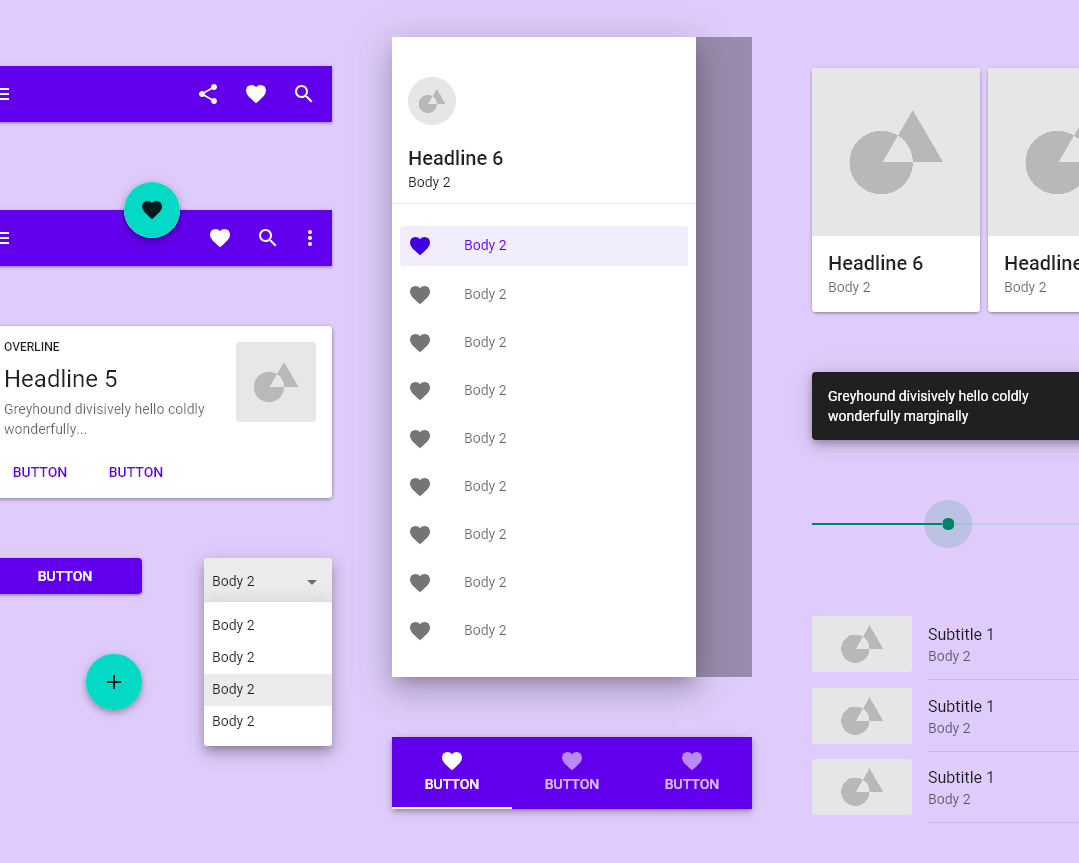 OVERLINE
Headline 5
Greyhound divisively hello coldly
wonderfully...
BUTTON BUTTON
BUTTON
Body 2
Body 2
Body 2
Body 2
Body 2
Headline 6
Body 2
Body 2
Body 2
Body 2
Body 2
Body 2
Body 2
Body 2
Body 2
Body 2
BUTTON BUTTON BUTTON
Headline 6
Body 2
Headline
Body 2
Greyhound divisively hello coldly
wonderfully marginally
Subtitle 1
Body 2
Subtitle 1
Body 2
Subtitle 1
Body 2